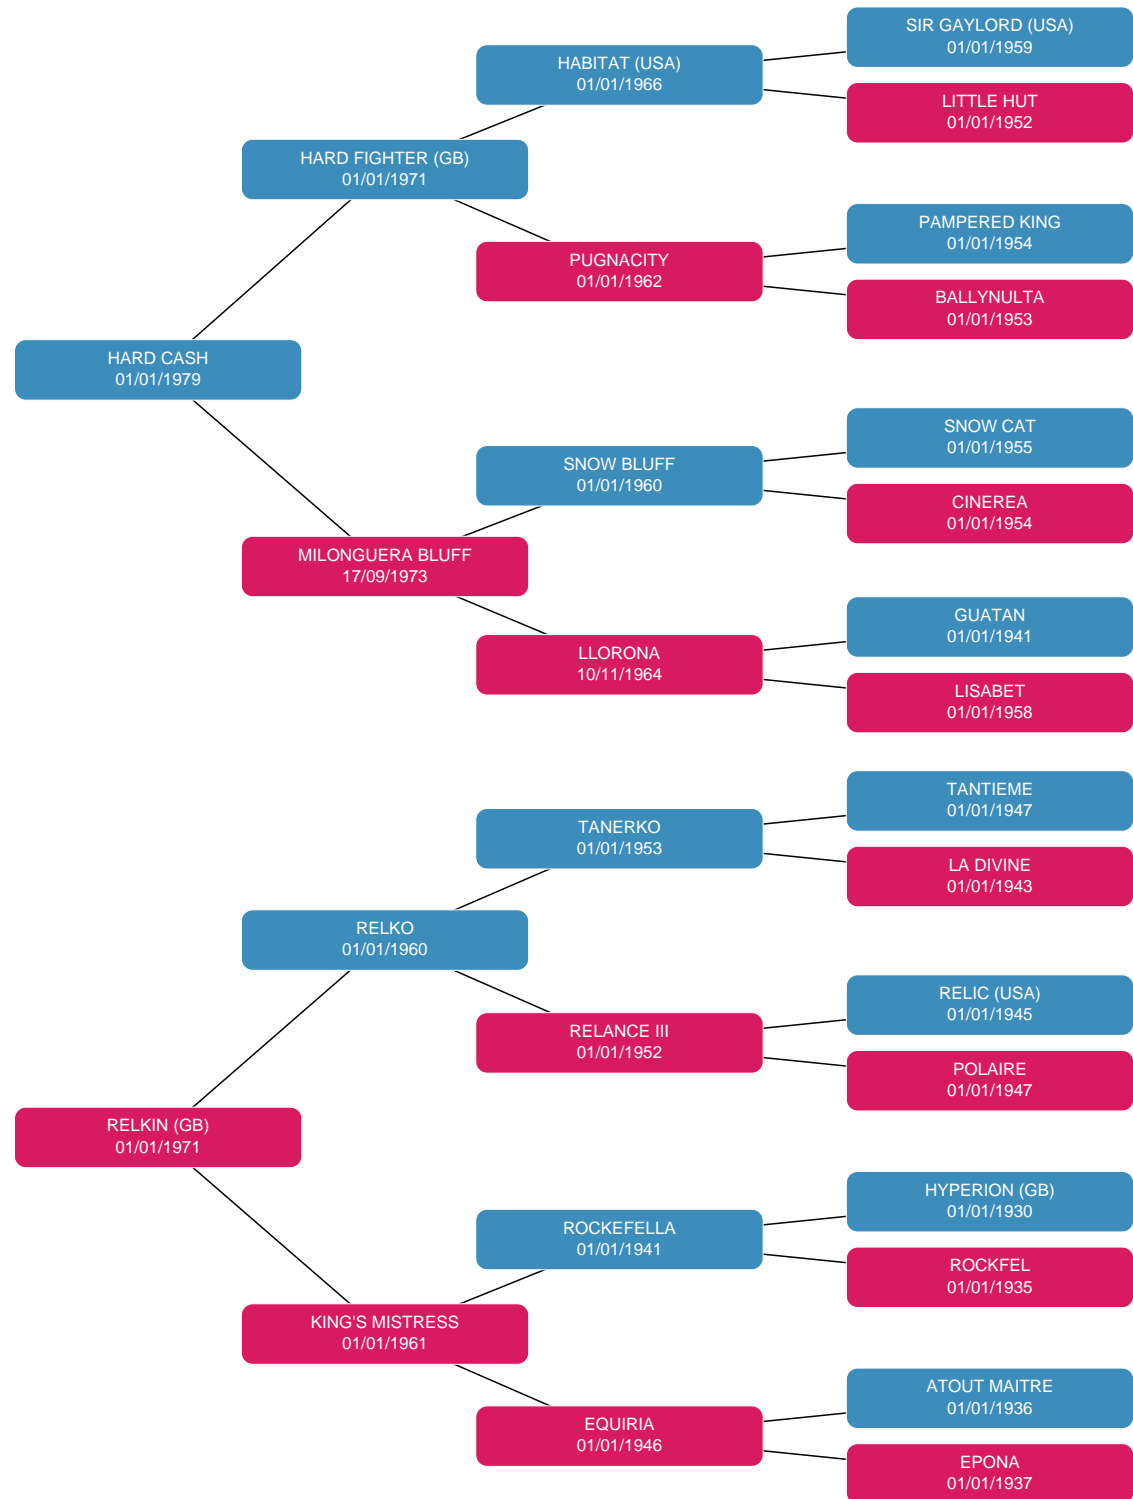 SIR GAYLORD (USA)
01/01/1959
HABITAT (USA)
01/01/1966
LITTLE HUT
01/01/1952
HARD FIGHTER (GB)
01/01/1971
PAMPERED KING
01/01/1954
PUGNACITY
01/01/1962
BALLYNULTA
01/01/1953
HARD CASH
01/01/1979
SNOW CAT
01/01/1955
SNOW BLUFF
01/01/1960
CINEREA
01/01/1954
MILONGUERA BLUFF
17/09/1973
GUATAN
01/01/1941
LLORONA
10/11/1964
LISABET
01/01/1958
TANTIEME
01/01/1947
TANERKO
01/01/1953
LA DIVINE
01/01/1943
RELKO
01/01/1960
RELIC (USA)
01/01/1945
RELANCE III
01/01/1952
POLAIRE
01/01/1947
RELKIN (GB)
01/01/1971
HYPERION (GB)
01/01/1930
ROCKEFELLA
01/01/1941
ROCKFEL
01/01/1935
KING'S MISTRESS
01/01/1961
ATOUT MAITRE
01/01/1936
EQUIRIA
01/01/1946
EPONA
01/01/1937